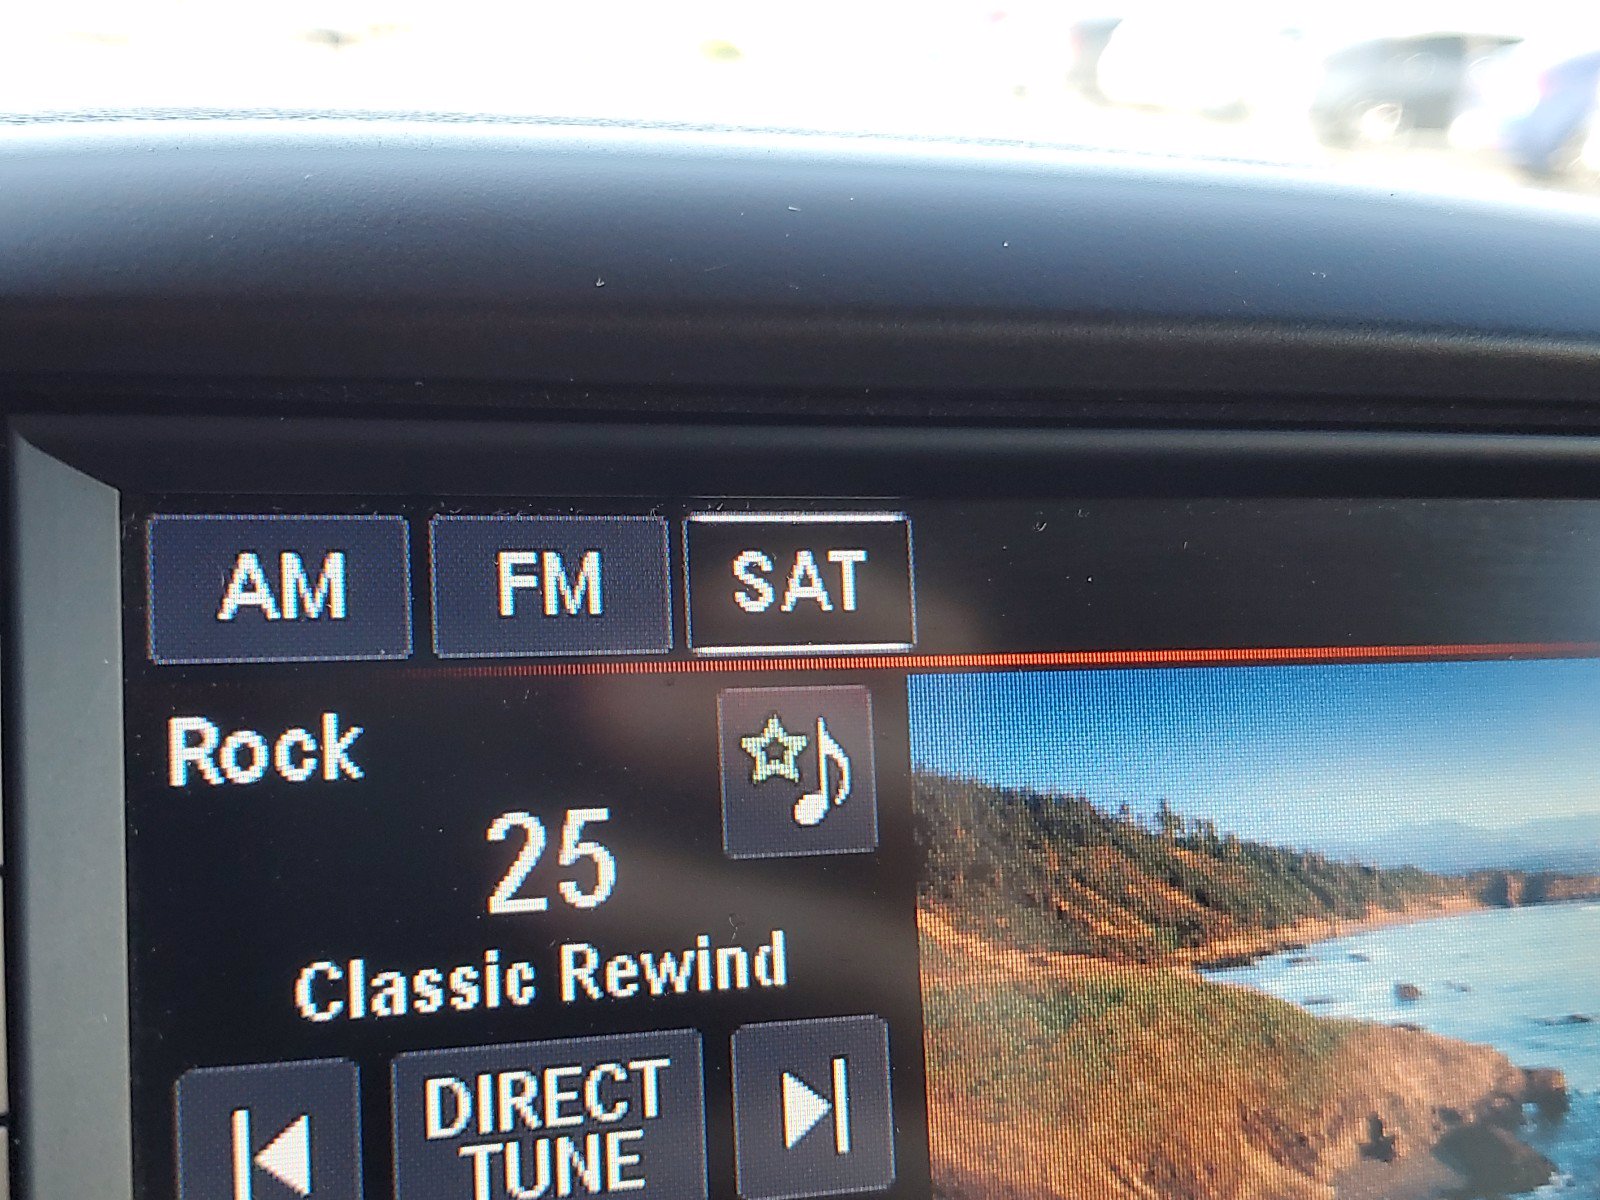 AM FM SAT
Rock
25
Classic Rewind
DIRECT
TUNE